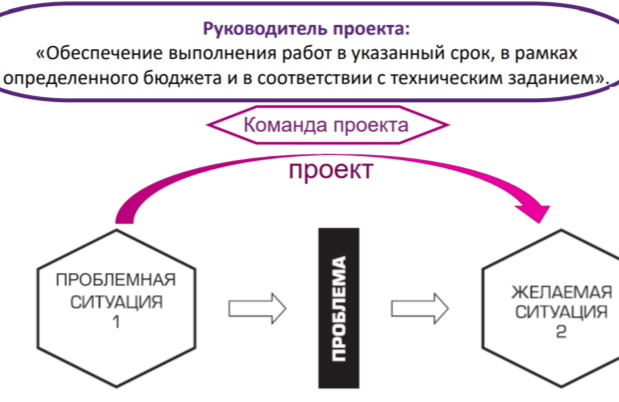 Руководитель проекта:
«Обеспечение выполнения работ в указанный срок, в рамках
определенного бюджета и в соответствии с техническим заданием».
Команда проекта
проект
ПРОБЛЕМНАЯ
СИТУАЦИЯ
1
ПРОБЛЕМА
ЖЕЛАЕМАЯ
СИТУАЦИЯ
2